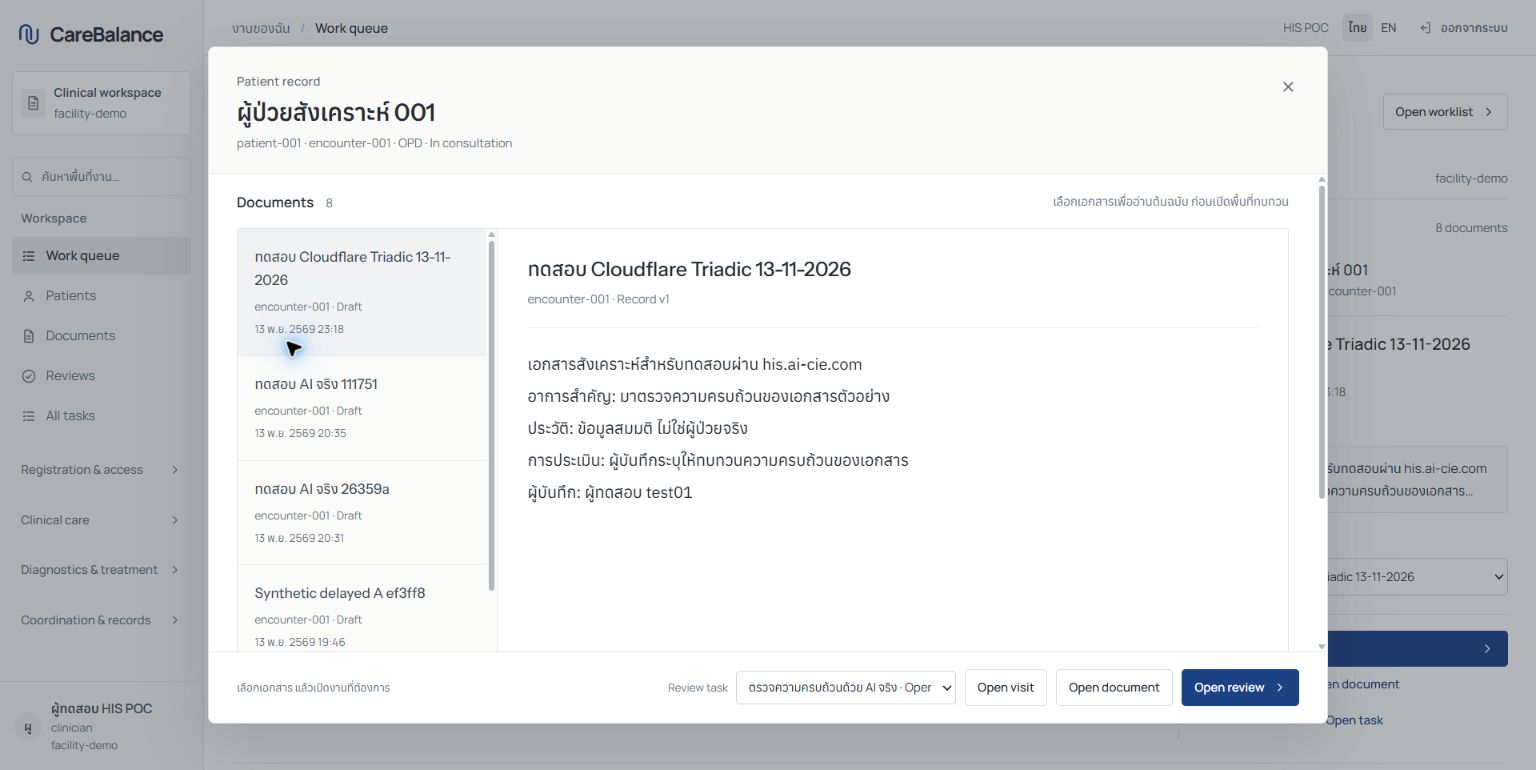 CareBalance
Clinical workspace
facility-demo
ค้นหาพื้นที่งาน...
Workspace
Work queue
Patients
Documents
Reviews
All tasks
Registration & access
Clinical care
Diagnostics & treatment
Coordination & records
ผู้
ผู้ทดสอบ HIS POC
clinician
facility-demo
งานของฉัน / Work queue
HIS POC ไทย EN ออกจากระบบ
Patient record
ผู้ป่วยสังเคราะห์ 001
patient-001 · encounter-001 · OPD · In consultation
Documents 8
เลือกเอกสารเพื่ออ่านต้นฉบับ ก่อนเปิดพื้นที่ทบทวน
ทดสอบ Cloudflare Triadic 13-11-
2026
encounter-001 · Draft
13 พ.ย. 2569 23:18
ทดสอบ AI จริง 111751
encounter-001 · Draft
13 พ.ย. 2569 20:35
ทดสอบ AI จริง 26359a
encounter-001 · Draft
13 พ.ย. 2569 20:31
Synthetic delayed A ef3ff8
encounter-001 · Draft
13 พ.ย. 2569 19:46
ทดสอบ Cloudflare Triadic 13-11-2026
encounter-001 · Record v1
เอกสารสังเคราะห์สำหรับทดสอบผ่าน his.ai-cie.com
อาการสำคัญ: มาตรวจความครบถ้วนของเอกสารตัวอย่าง
ประวัติ: ข้อมูลสมมติ ไม่ใช่ผู้ป่วยจริง
การประเมิน: ผู้บันทึกระบุให้ทบทวนความครบถ้วนของเอกสาร
ผู้บันทึก: ผู้ทดสอบ test01
เลือกเอกสาร แล้วเปิดงานที่ต้องการ
Review task
ตรวจความครบถ้วนด้วย AI จริง · Oper
Open visit
Open document
Open review
Open worklist
facility-demo
8 documents
001
counter-001
Triadic 13-11-2026
:18
รับทดสอบผ่าน his.ai-cie.com
ความครบถ้วนของเอกสาร...
iadic 13-11-2026
en document
Open task